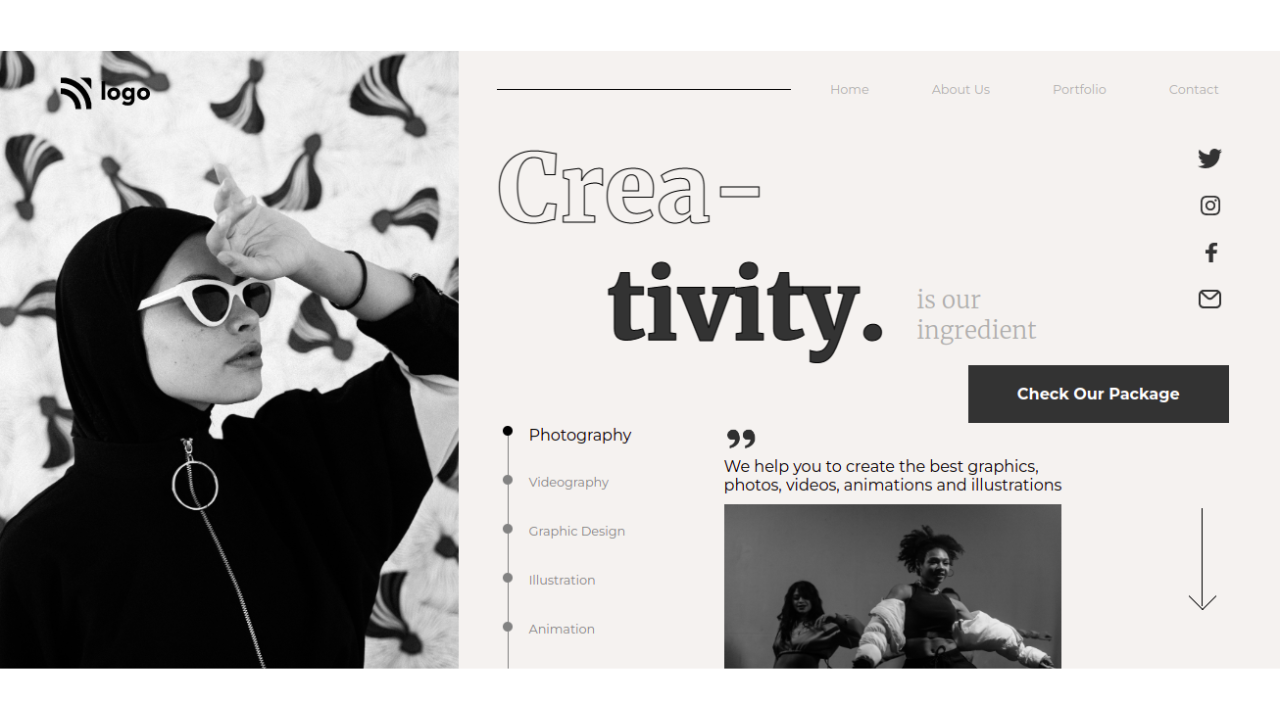 logo
Home About Us Portfolio Contact
Crea-
tivity.
is our
ingredient
Check Our Package
Photography
Videography
Graphic Design
Illustration
Animation
”
We help you to create the best graphics,
photos, videos, animations and illustrations